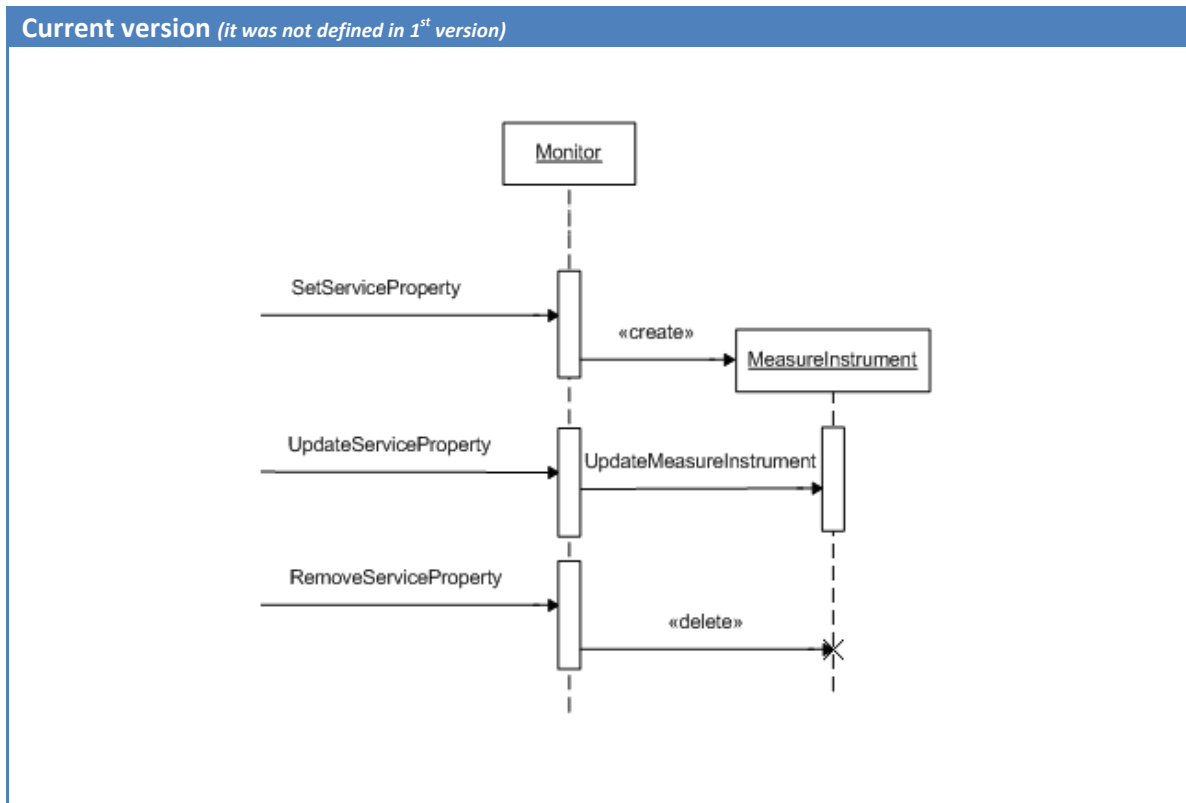 Current version (it was not defined in 1st version)
Monitor
SetServiceProperty
«create»
MeasureInstrument
UpdateServiceProperty
UpdateMeasureInstrument
RemoveServiceProperty
«delete»